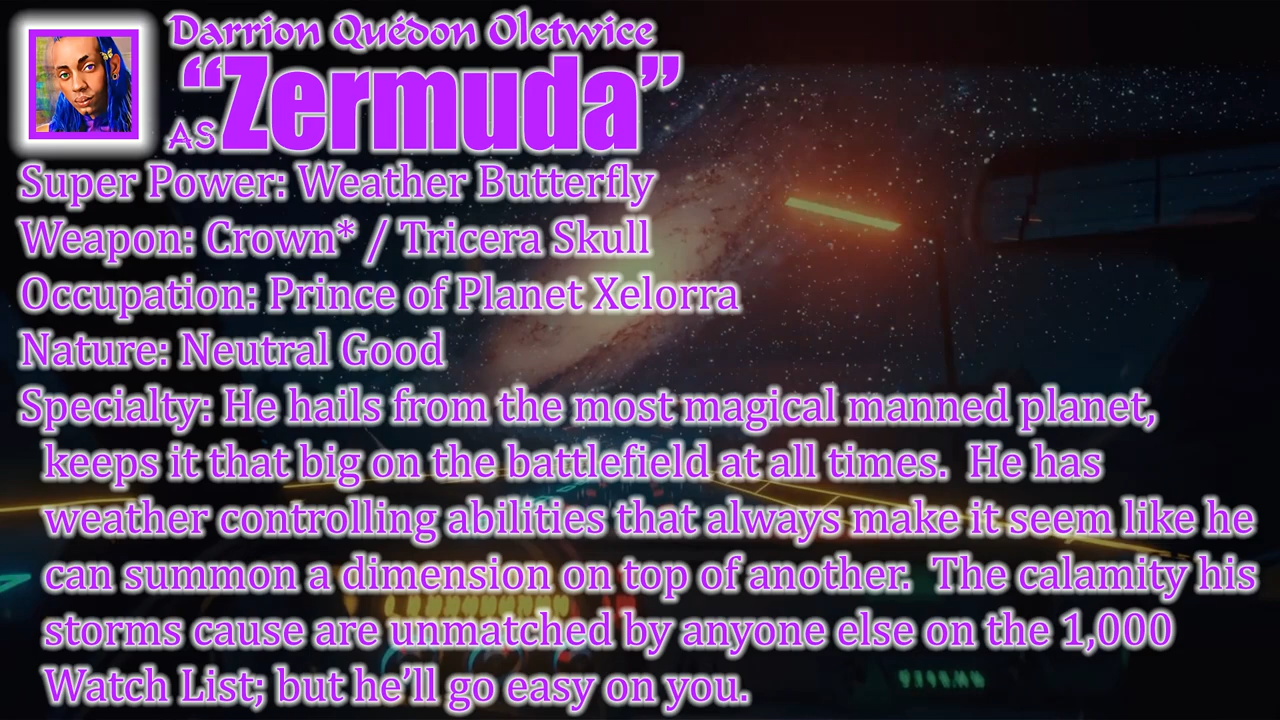 Darrion Quédon Oletwice
AS “Zermuda”
Super Power: Weather Butterfly
Weapon: Crown* / Tricera Skull
Occupation: Prince of Planet Xelorra
Nature: Neutral Good
Specialty: He hails from the most magical manned planet,
keeps it that big on the battlefield at all times.  He has
weather controlling abilities that always make it seem like he
can summon a dimension on top of another.  The calamity his
storms cause are unmatched by anyone else on the 1,000
Watch List; but he’ll go easy on you.